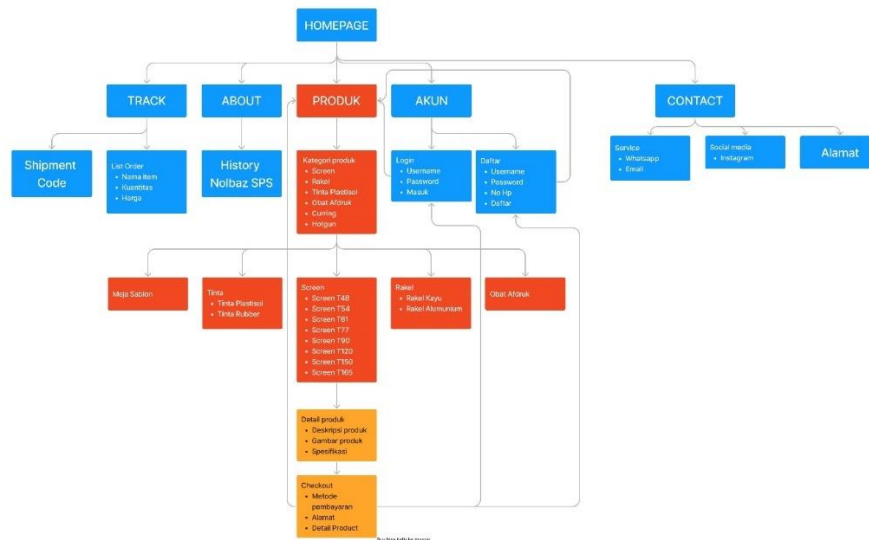 HOMEPAGE
TRACK
ABOUT
PRODUK
AKUN
CONTACT
Shipment
Code
List Order
• Nama item
• Kuantitas
• Harga
History
Nolbaz SPS
Kategori produk
• Screen
• Rakel
• Tinta Plastisol
• Obat Afdruk
• Curring
• Hotgun
Login
• Username
• Password
• Masuk
Daftar
• Username
• Password
• No Hp
• Daftar
Service
• Whatsapp
• Email
Social media
• Instagram
Alamat
Meja Sablon
Tinta
• Tinta Plastisol
• Tinta Rubber
Screen
• Screen T48
• Screen T54
• Screen T61
• Screen T77
• Screen T90
• Screen T120
• Screen T150
• Screen T165
Rakel
• Rakel Kayu
• Rakel Alumunium
Obat Afdruk
Detail produk
• Deskripsi produk
• Gambar produk
• Spesifikasi
Checkout
• Metode
pembayaran
• Alamat
• Detail Product